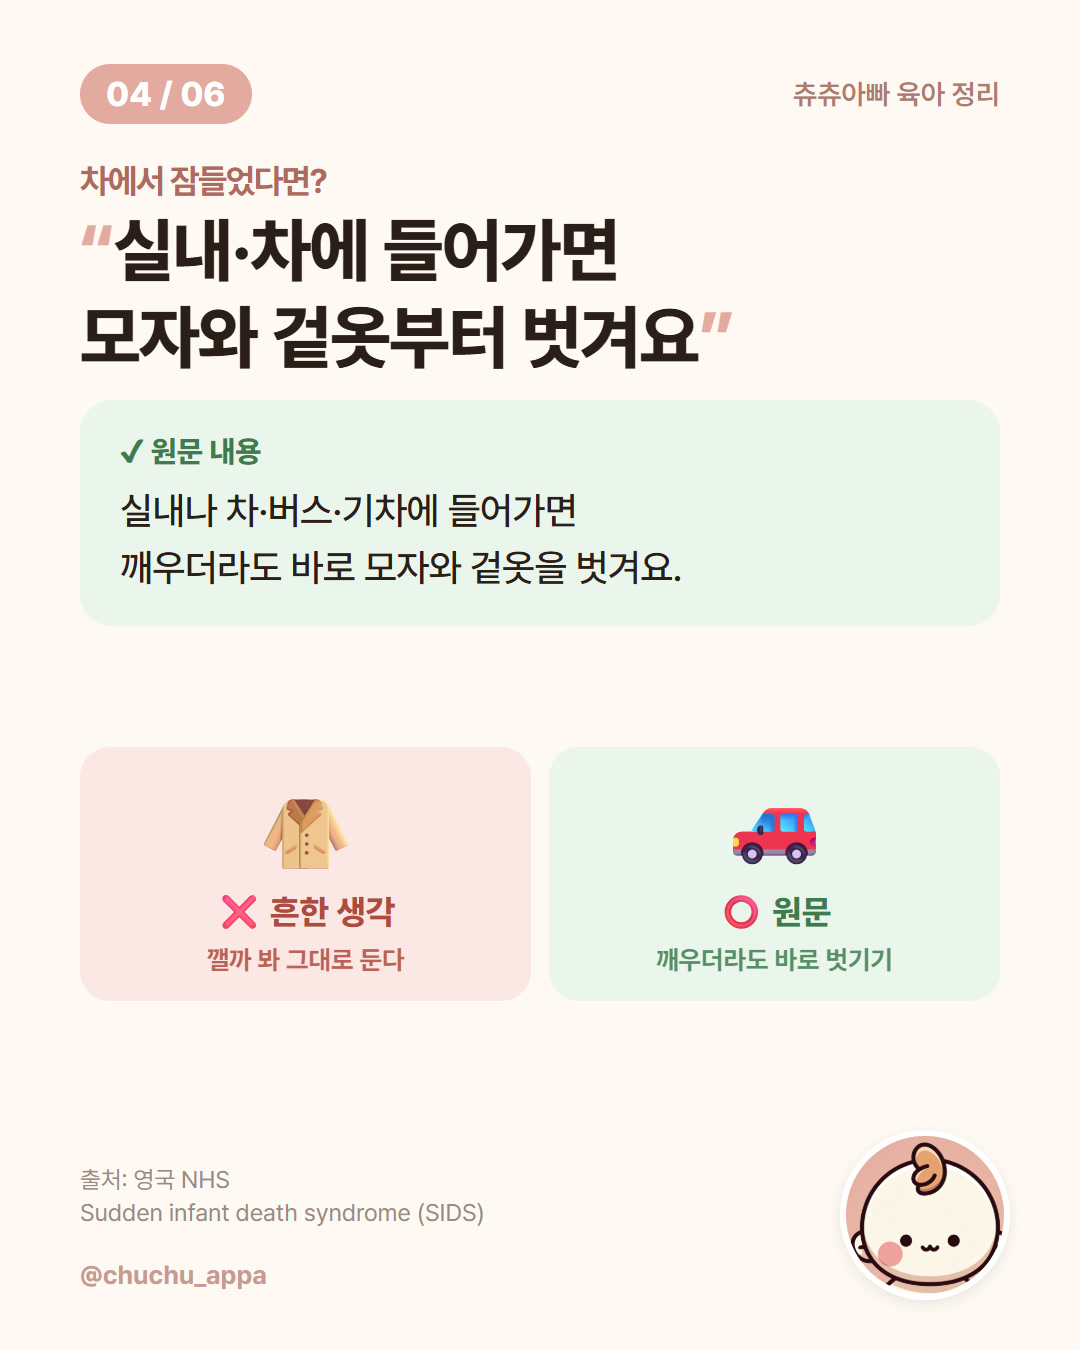 04 / 06
츄츄아빠 육아 정리
차에서 잠들었다면?
“실내·차에 들어가면
모자와 겉옷부터 벗겨요”
✓ 원문 내용
실내나 차·버스·기차에 들어가면
깨우더라도 바로 모자와 겉옷을 벗겨요.
❌ 흔한 생각
깰까 봐 그대로 둔다
⭕ 원문
깨우더라도 바로 벗기기
출처: 영국 NHS
Sudden infant death syndrome (SIDS)
@chuchu_appa